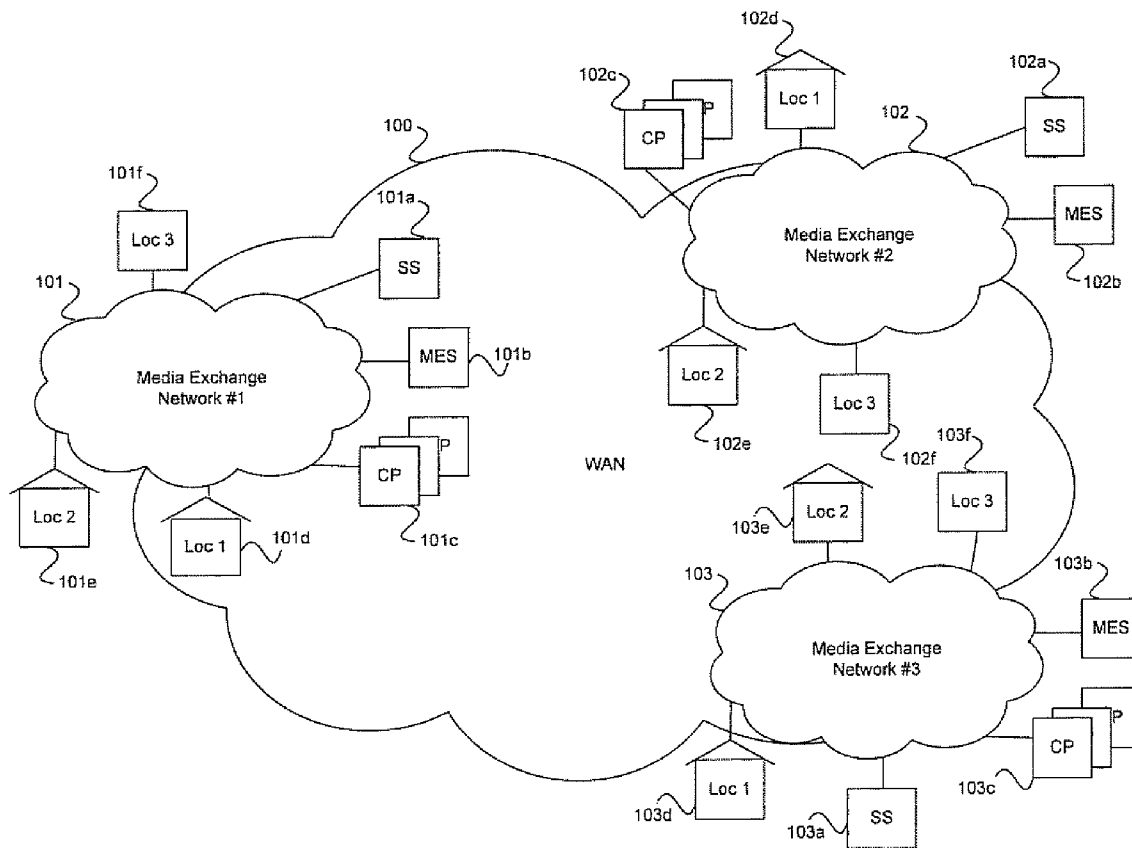 102d
102a
102c
Loc 1
P
CP
102
SS
100
101f
101a
Loc 3
SS
MES
Media Exchange
Network #2
102b
101
MES
101b
Media Exchange
Network #1
Loc 2
Loc 3
102e
102f
103f
P
CP
WAN
Loc 2
Loc 1
101d
101c
101e
103e
Loc 2
Loc 3
103
103b
MES
Media Exchange
Network #3
P
CP
Loc 1
103c
103d
103a
SS